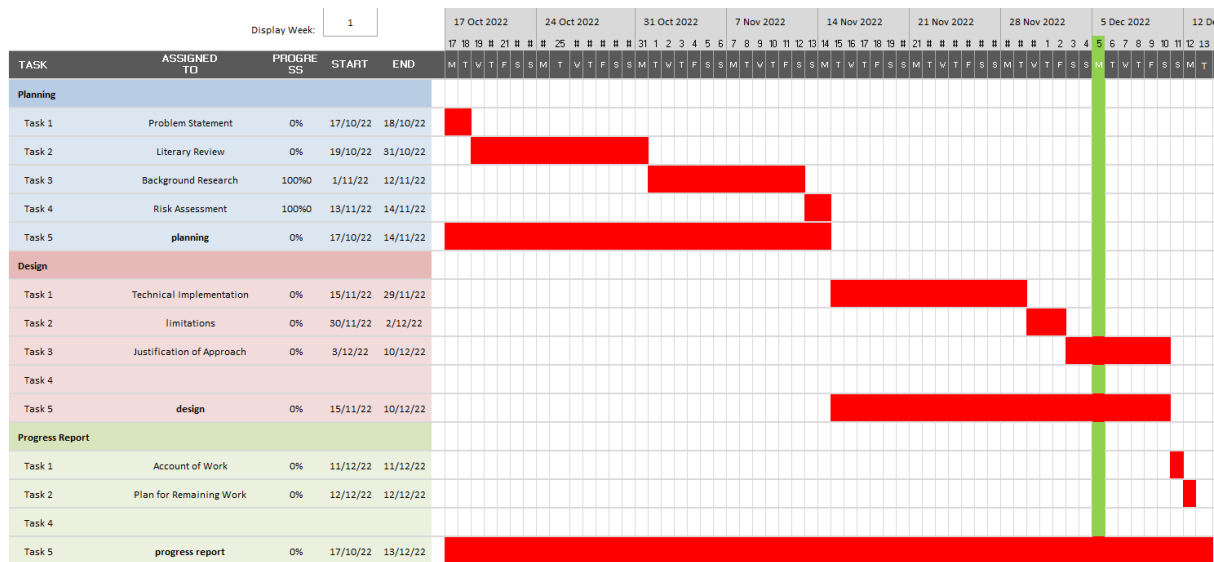 Display Week: 1 17 Oct 2022 24 Oct 2022 31 Oct 2022 7 Nov 2022 14 Nov 2022 21 Nov 2022 28 Nov 2022 5 Dec 2022 12 D
17 18 19 # 21 # # # 25 # # # # # 31 1 2 3 4 5 6 7 8 9 10 11 12 13 14 15 16 17 18 19 # 21 # # # # # # # # # 1 2 3 4 5 6 7 8 9 10 11 12 13
TASK ASSIGNED TO PROGRE SS START END M T W T F S S M T W T F S S M T W T F S S M T W T F S S M T W T F S S M T W T F S S M T W T F S S M T W T F S S M T
Planning
Task 1 Problem Statement 0% 17/10/22 18/10/22
Task 2 Literary Review 0% 19/10/22 31/10/22
Task 3 Background Research 100%0 1/11/22 12/11/22
Task 4 Risk Assessment 100%0 13/11/22 14/11/22
Task 5 planning 0% 17/10/22 14/11/22
Design
Task 1 Technical Implementation 0% 15/11/22 29/11/22
Task 2 limitations 0% 30/11/22 2/12/22
Task 3 Justification of Approach 0% 3/12/22 10/12/22
Task 4
Task 5 design 0% 15/11/22 10/12/22
Progress Report
Task 1 Account of Work 0% 11/12/22 11/12/22
Task 2 Plan for Remaining Work 0% 12/12/22 12/12/22
Task 4
Task 5 progress report 0% 17/10/22 13/12/22